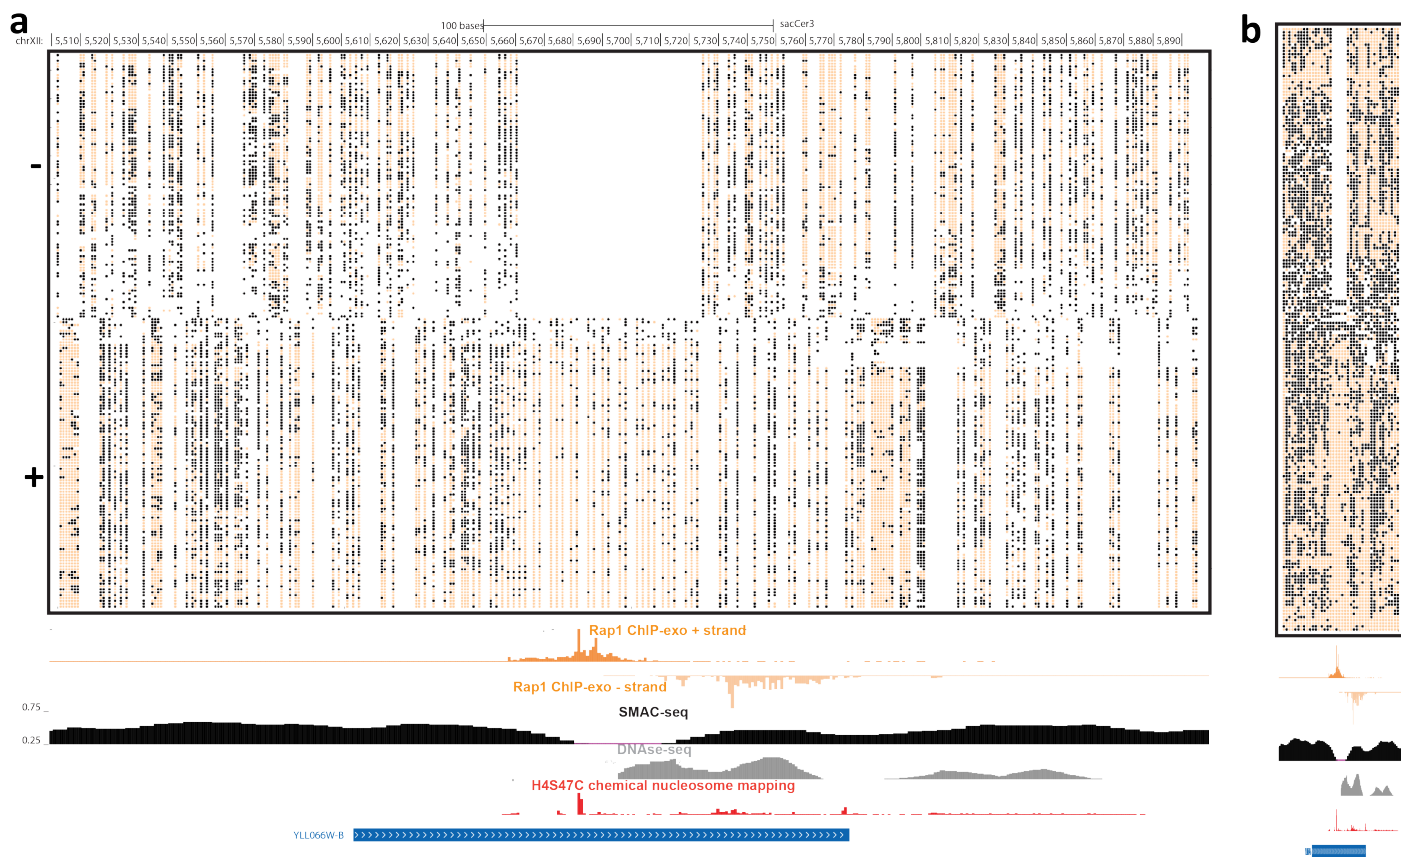 a
100 bases
sacCer3
b
chrXII: 5,510 5,520 5,530 5,540 5,550 5,560 5,570 5,580 5,590 5,600 5,610 5,620 5,630 5,640 5,650 5,660 5,670 5,680 5,690 5,700 5,710 5,720 5,730 5,740 5,750 5,760 5,770 5,780 5,790 5,800 5,810 5,820 5,830 5,840 5,850 5,860 5,870 5,880 5,890
-
+
Rap1 ChIP-exo + strand
Rap1 ChIP-exo - strand
0.75
SMAC-seq
0.25
DNAse-seq
H4S47C chemical nucleosome mapping
YLL066W-B